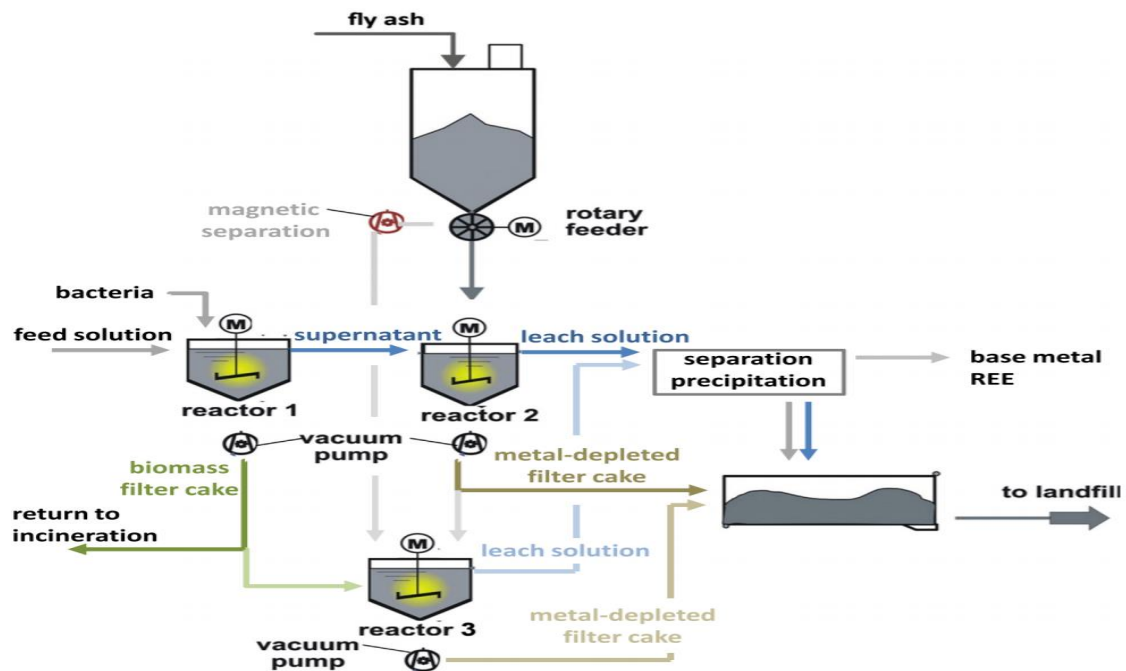 fly ash
magnetic
separation
M
rotary
feeder
bacteria
feed solution
M
supernatant
M
leach solution
separation
precipitation
base metal
REE
reactor 1
reactor 2
vacuum
pump
biomass
filter cake
metal-depleted
filter cake
to landfill
return to
incineration
M
leach solution
reactor 3
metal-depleted
filter cake
vacuum
pump